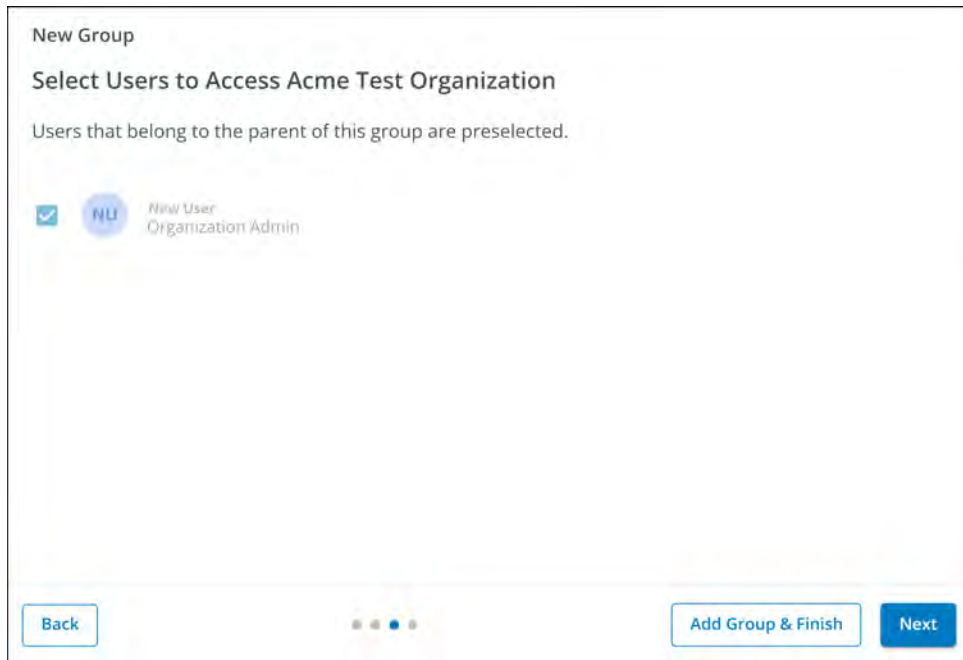 New Group
Select Users to Access Acme Test Organization
Users that belong to the parent of this group are preselected.
NU
New User
Organization Admin
Back
Add Group & Finish
Next